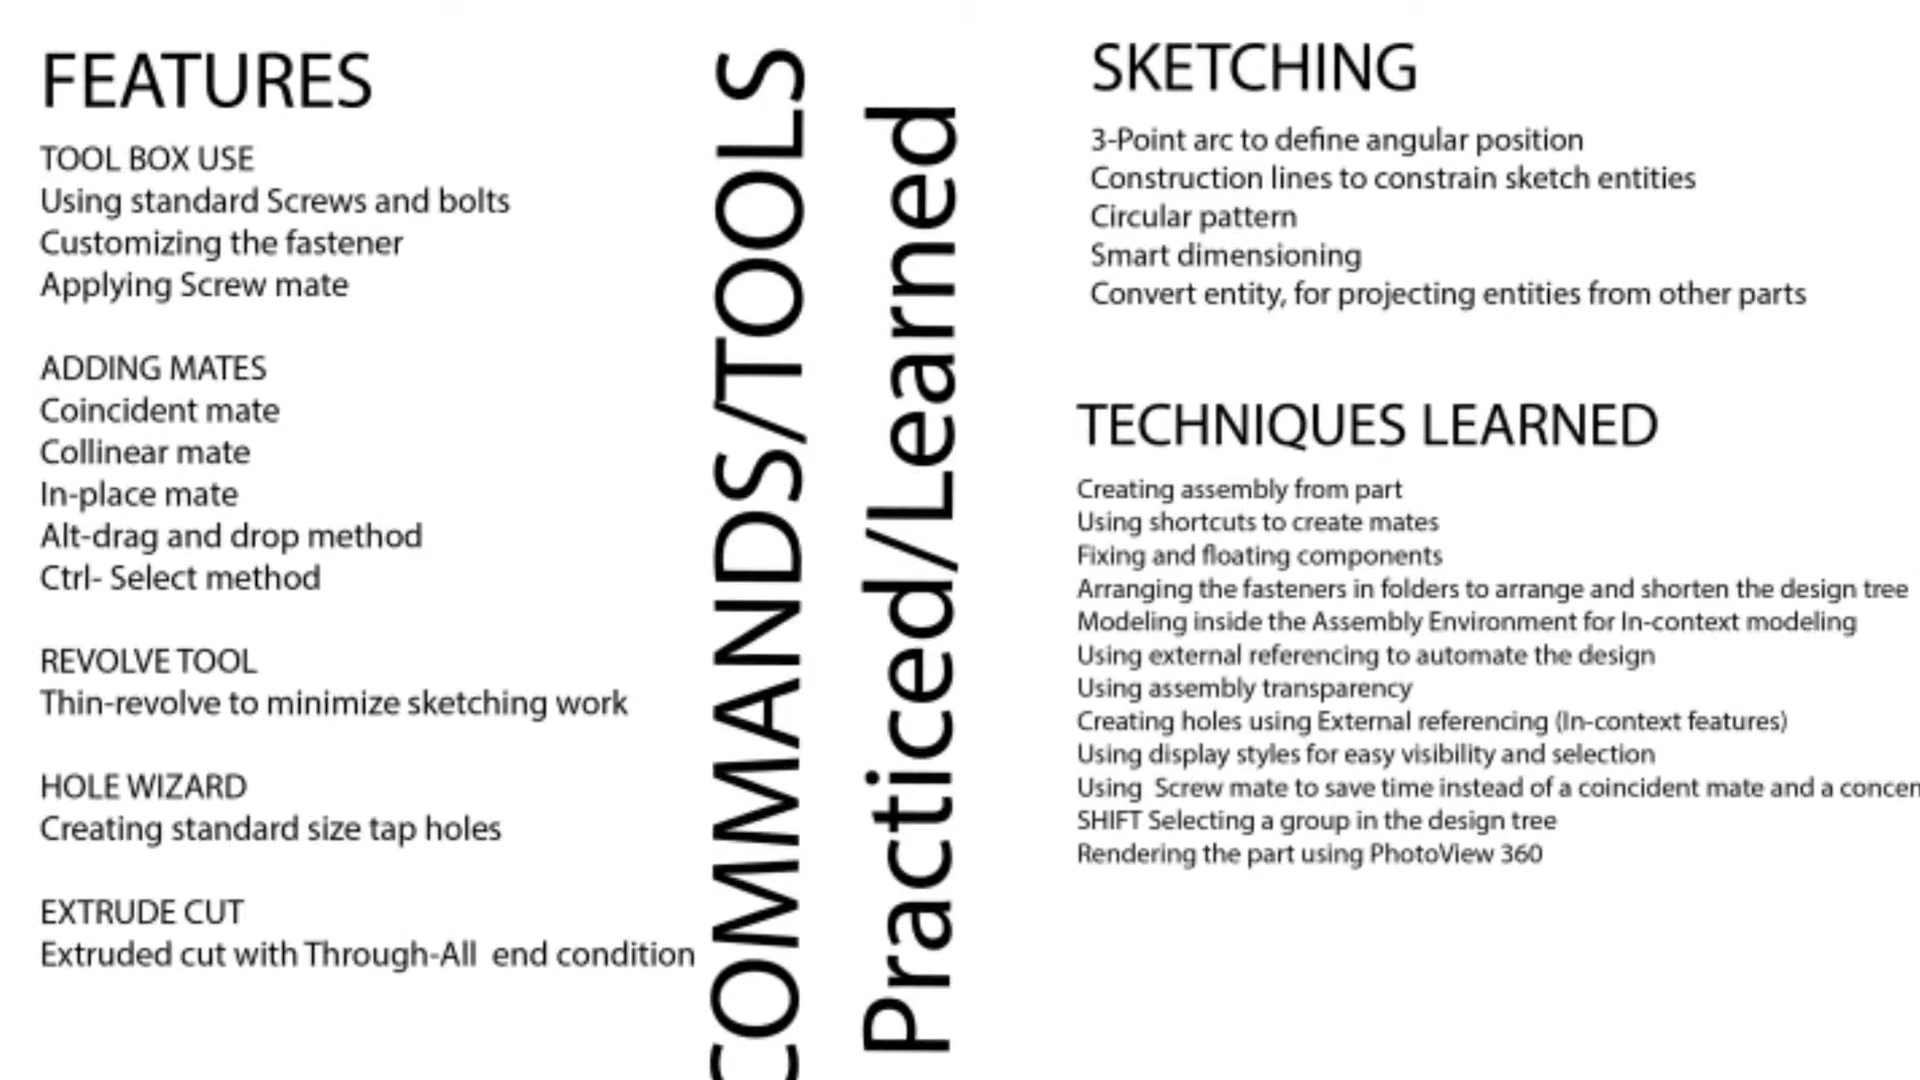 FEATURES
TOOL BOX USE
Using standard Screws and bolts
Customizing the fastener
Applying Screw mate
ADDING MATES
Coincident mate
Collinear mate
In-place mate
Alt-drag and drop method
Ctrl- Select method
REVOLVE TOOL
Thin-revolve to minimize sketching work
HOLE WIZARD
Creating standard size tap holes
EXTRUDE CUT
Extruded cut with Through-All  end condition
COMMANDS/TOOLS
Practiced/Learned
SKETCHING
3-Point arc to define angular position
Construction lines to constrain sketch entities
Circular pattern
Smart dimensioning
Convert entity, for projecting entities from other parts
TECHNIQUES LEARNED
Creating assembly from part
Using shortcuts to create mates
Fixing and floating components
Arranging the fasteners in folders to arrange and shorten the design tree
Modeling inside the Assembly Environment for In-context modeling
Using external referencing to automate the design
Using assembly transparency
Creating holes using External referencing (In-context features)
Using display styles for easy visibility and selection
Using  Screw mate to save time instead of a coincident mate and a concen
SHIFT Selecting a group in the design tree
Rendering the part using PhotoView 360